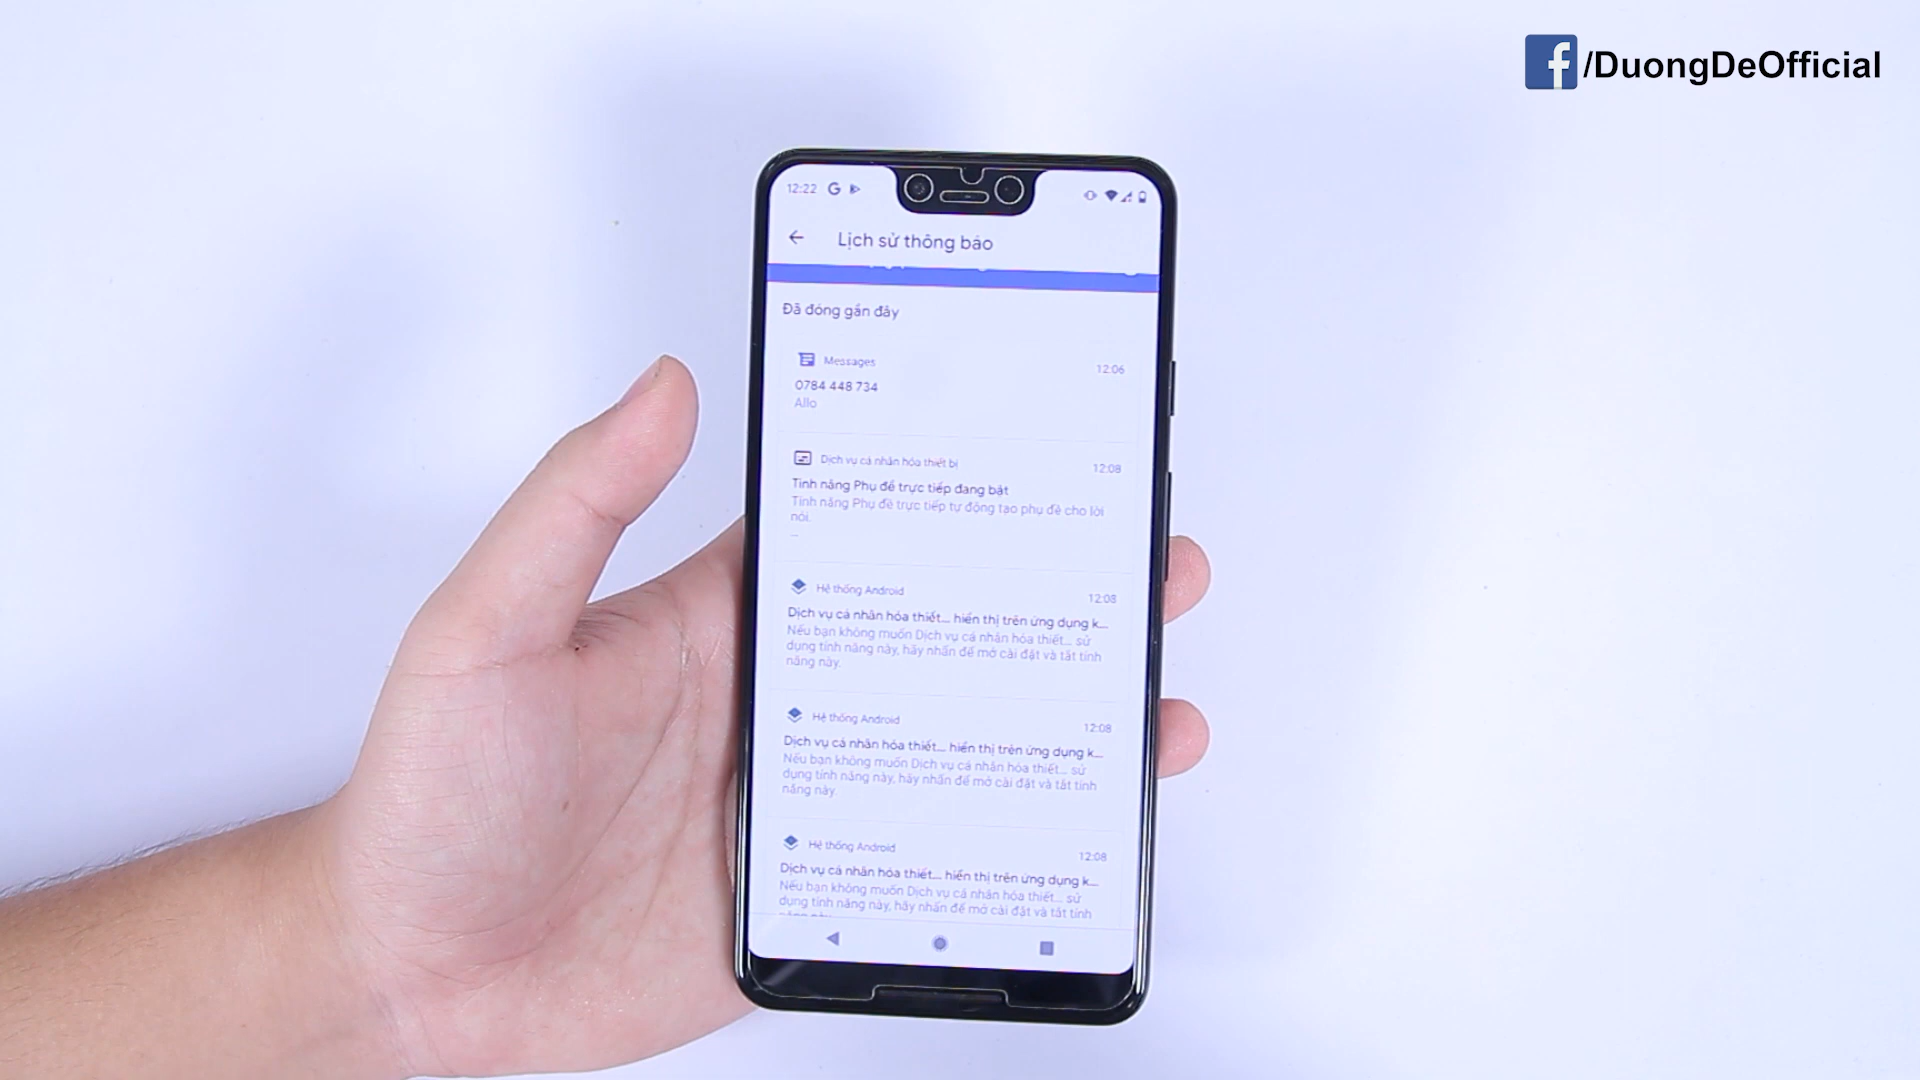 /DuongDeOfficial
12:22
Lịch sử thông báo
Đã đóng gần đây
Messages
12:06
0784 448 734
Allo
Dịch vụ cá nhân hóa thiết bị
12:08
Tính năng Phụ đề trực tiếp đang bật
Tính năng Phụ đề trực tiếp tự động tạo phụ đề cho lời
nói.
...
Hệ thống Android
12:08
Dịch vụ cá nhân hóa thiết... hiển thị trên ứng dụng k...
Nếu bạn không muốn Dịch vụ cá nhân hóa thiết... sử
dụng tính năng này, hãy nhấn để mở cài đặt và tắt tính
năng này.
Hệ thống Android
12:08
Dịch vụ cá nhân hóa thiết... hiển thị trên ứng dụng k...
Nếu bạn không muốn Dịch vụ cá nhân hóa thiết... sử
dụng tính năng này, hãy nhấn để mở cài đặt và tắt tính
năng này.
Hệ thống Android
12:08
Dịch vụ cá nhân hóa thiết... hiển thị trên ứng dụng k...
Nếu bạn không muốn Dịch vụ cá nhân hóa thiết... sử
dụng tính năng này, hãy nhấn để mở cài đặt và tắt tính